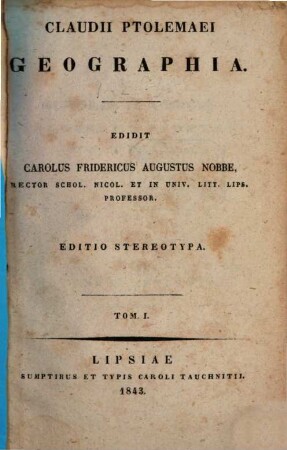 CLAUDII PTOLEMAEI
GEOGRAPHIA.
EDIDIT
CAROLUS FRIDERICUS AUGUSTUS NOBBE,
RECTOR SCHOL. NICOL. ET IN UNIV. LITT. LIPS.
PROFESSOR.
EDITIO STEREOTYPA.
TOM. I.
LIPSIAE
SUMPTIBUS ET TYPIS CAROLI TAUCHNITII.
1843.